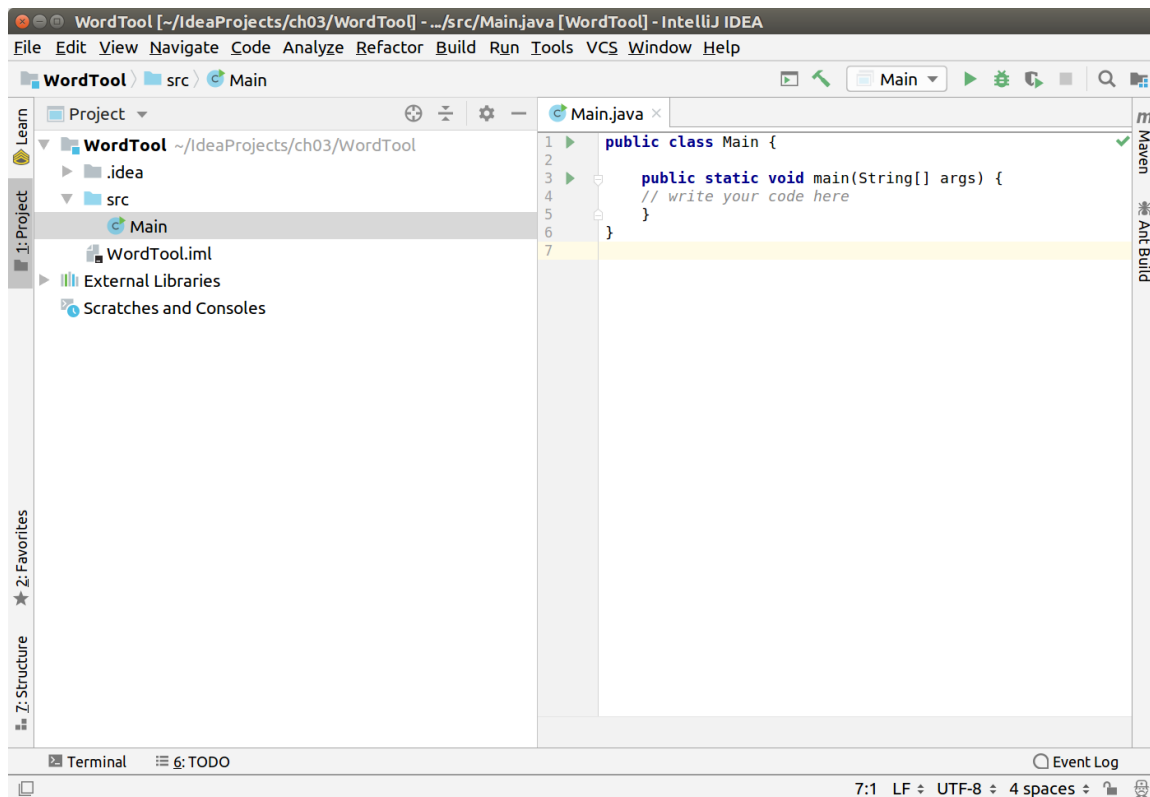 WordTool [~/IdeaProjects/ch03/WordTool] - .../src/Main.java [WordTool] - IntelliJ IDEA
File Edit View Navigate Code Analyze Refactor Build Run Tools VCS Window Help
WordTool src Main
Main
Learn
1: Project
2: Favorites
7: Structure
Project
WordTool ~/IdeaProjects/ch03/WordTool
.idea
src
Main
WordTool.iml
External Libraries
Scratches and Consoles
Main.java
1 public class Main {
2
3 public static void main(String[] args) {
4 // write your code here
5 }
6 }
7
Maven
Ant Build
Terminal 6: TODO Event Log
7:1 LF UTF-8 4 spaces